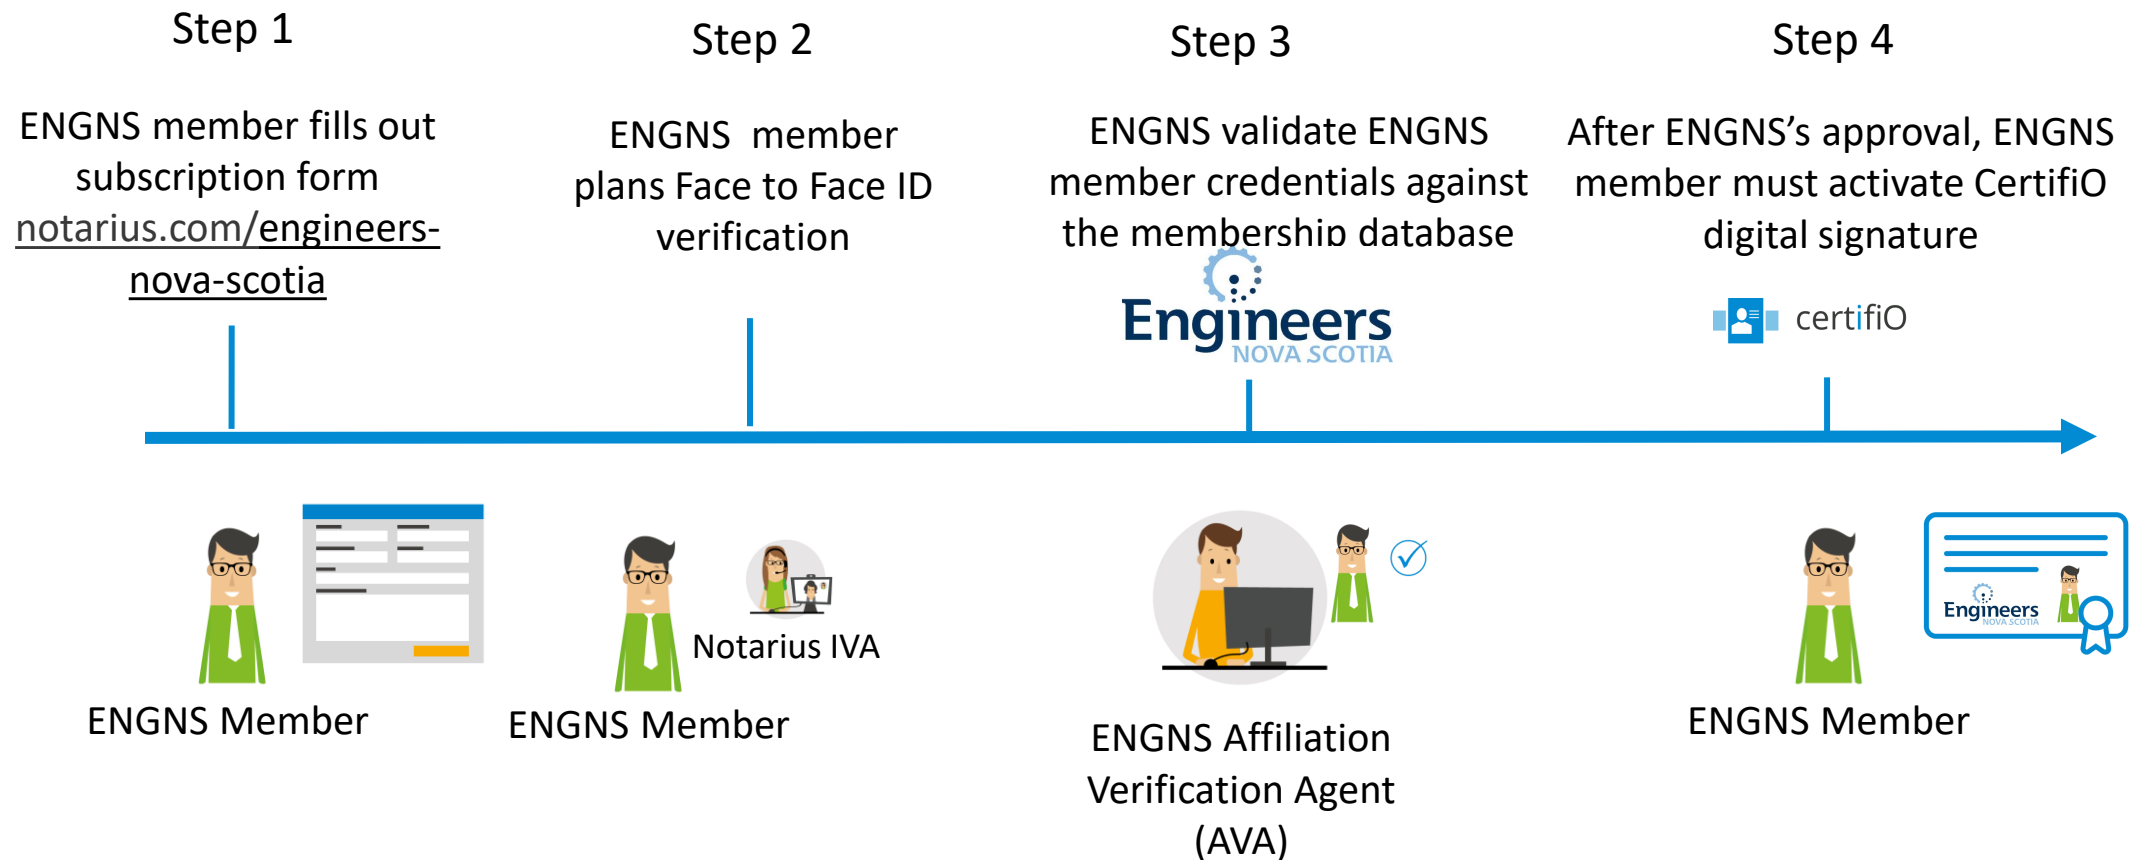 Step 1
ENGNS member fills out
subscription form
notarius.com/engineers-
nova-scotia
Step 2
ENGNS member
plans Face to Face ID
verification
Step 3
ENGNS validate ENGNS
member credentials against
the membership database
Engineers
NOVA SCOTIA
Step 4
After ENGNS's approval, ENGNS
member must activate CertifiO
digital signature
certifiO
ENGNS Member
Notarius IVA
ENGNS Member
ENGNS Affiliation
Verification Agent
(AVA)
Engineers
NOVA SCOTIA
ENGNS Member